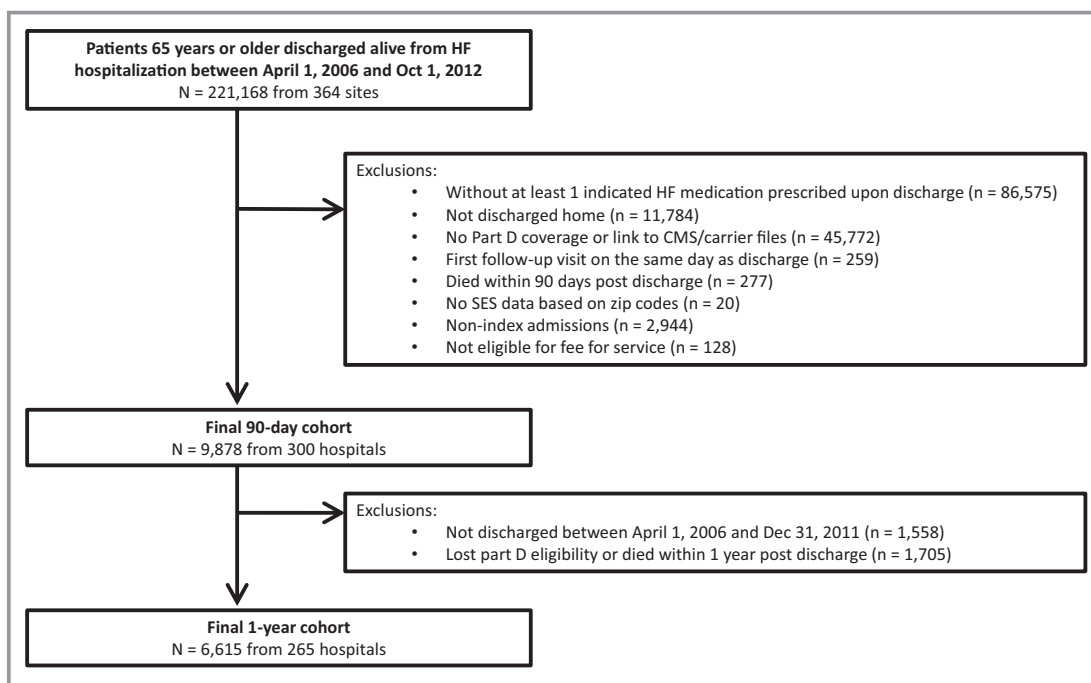 Patients 65 years or older discharged alive from HF
hospitalization between April 1, 2006 and Oct 1, 2012
N = 221,168 from 364 sites
Exclusions:
• Without at least 1 indicated HF medication prescribed upon discharge (n = 86,575)
• Not discharged home (n = 11,784)
• No Part D coverage or link to CMS/carrier files (n = 45,772)
• First follow-up visit on the same day as discharge (n = 259)
• Died within 90 days post discharge (n = 277)
• No SES data based on zip codes (n = 20)
• Non-index admissions (n = 2,944)
• Not eligible for fee for service (n = 128)
Final 90-day cohort
N = 9,878 from 300 hospitals
Exclusions:
• Not discharged between April 1, 2006 and Dec 31, 2011 (n = 1,558)
• Lost part D eligibility or died within 1 year post discharge (n = 1,705)
Final 1-year cohort
N = 6,615 from 265 hospitals